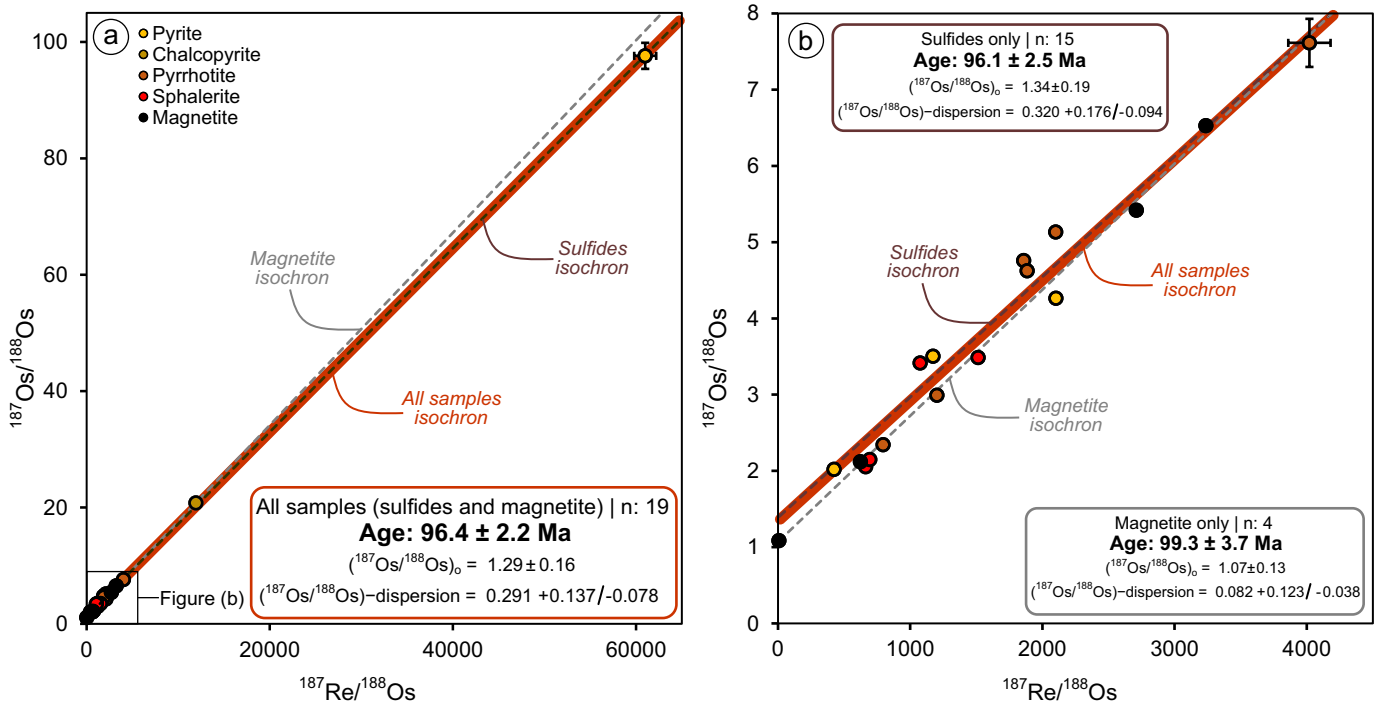 a
Pyrite
Chalcopyrite
Pyrrhotite
Sphalerite
Magnetite
100
80
60
40
20
0
¹⁸⁷Os/¹⁸⁸Os
Magnetite
isochron
Sulfides
isochron
All samples
isochron
All samples (sulfides and magnetite) | n: 19
Age: 96.4 ± 2.2 Ma
(¹⁸⁷Os/¹⁸⁸Os)ₒ = 1.29±0.16
(¹⁸⁷Os/¹⁸⁸Os)−dispersion = 0.291 +0.137/-0.078
Figure (b)
0 20000 40000 60000
¹⁸⁷Re/¹⁸⁸Os
b
8
7
6
5
4
3
2
1
0
¹⁸⁷Os/¹⁸⁸Os
Sulfides only | n: 15
Age: 96.1 ± 2.5 Ma
(¹⁸⁷Os/¹⁸⁸Os)ₒ = 1.34±0.19
(¹⁸⁷Os/¹⁸⁸Os)−dispersion = 0.320 +0.176/-0.094
Sulfides
isochron
All samples
isochron
Magnetite
isochron
Magnetite only | n: 4
Age: 99.3 ± 3.7 Ma
(¹⁸⁷Os/¹⁸⁸Os)ₒ = 1.07±0.13
(¹⁸⁷Os/¹⁸⁸Os)−dispersion = 0.082 +0.123/ -0.038
0 1000 2000 3000 4000
¹⁸⁷Re/¹⁸⁸Os